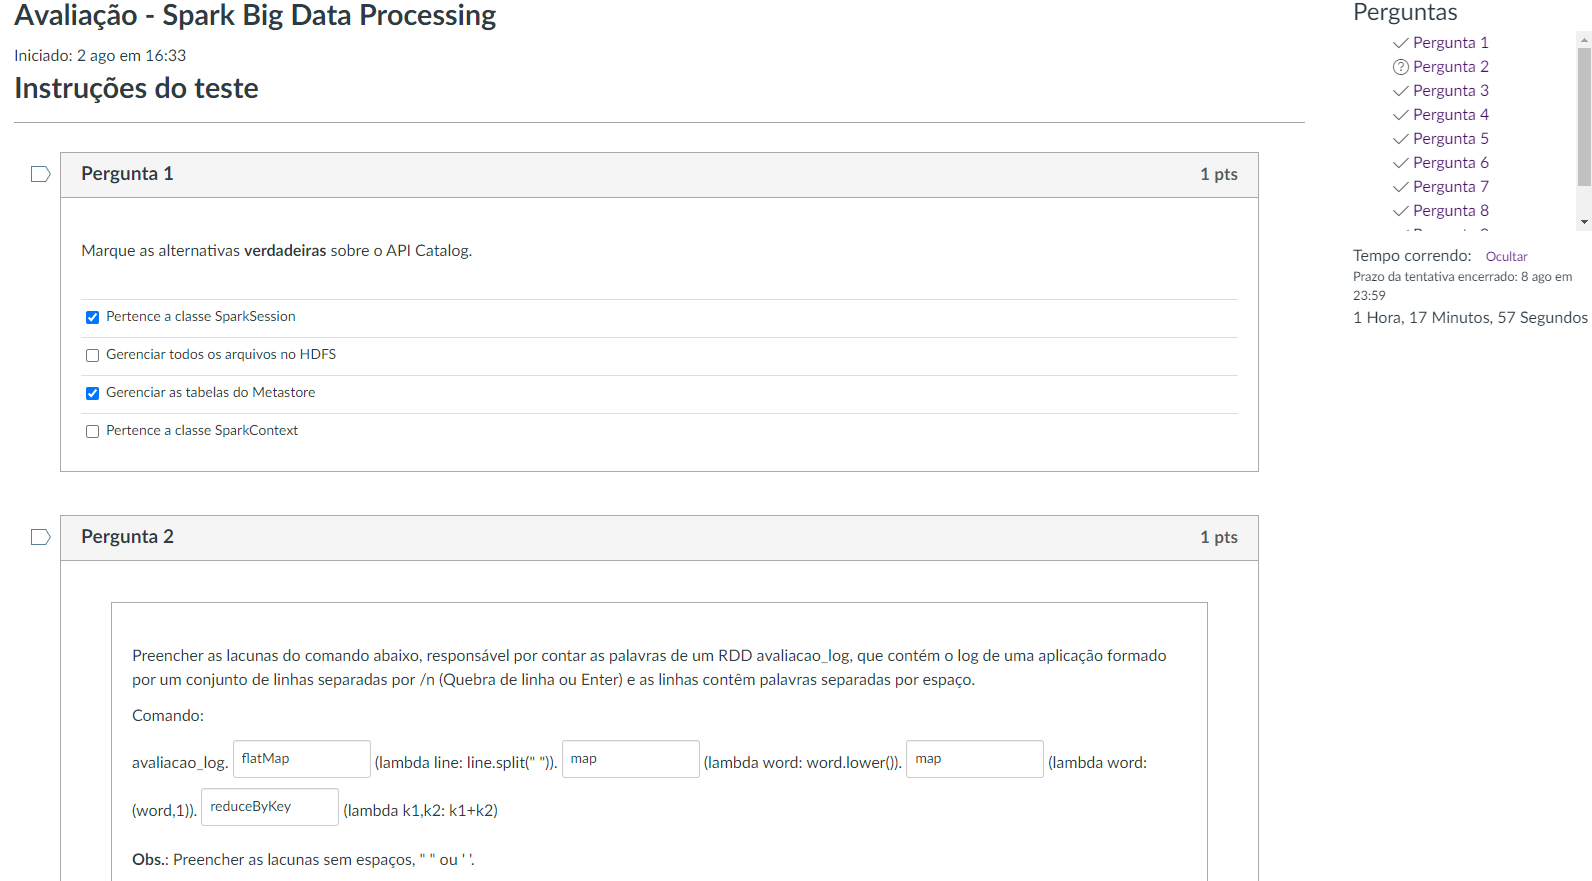 Avaliação - Spark Big Data Processing
Iniciado: 2 ago em 16:33
Instruções do teste
Pergunta 1
1 pts
Marque as alternativas verdadeiras sobre o API Catalog.
Pertence a classe SparkSession
Gerenciar todos os arquivos no HDFS
Gerenciar as tabelas do Metastore
Pertence a classe SparkContext
Pergunta 2
1 pts
Preencher as lacunas do comando abaixo, responsável por contar as palavras de um RDD avaliacao_log, que contém o log de uma aplicação formado
por um conjunto de linhas separadas por /n (Quebra de linha ou Enter) e as linhas contêm palavras separadas por espaço.
Comando:
avaliacao_log. flatMap (lambda line: line.split(" ")). map (lambda word: word.lower()). map (lambda word:
(word,1)). reduceByKey (lambda k1,k2: k1+k2)
Obs.: Preencher as lacunas sem espaços, " " ou ' '.
Perguntas
Pergunta 1
Pergunta 2
Pergunta 3
Pergunta 4
Pergunta 5
Pergunta 6
Pergunta 7
Pergunta 8
Tempo correndo: Ocultar
Prazo da tentativa encerrado: 8 ago em
23:59
1 Hora, 17 Minutos, 57 Segundos